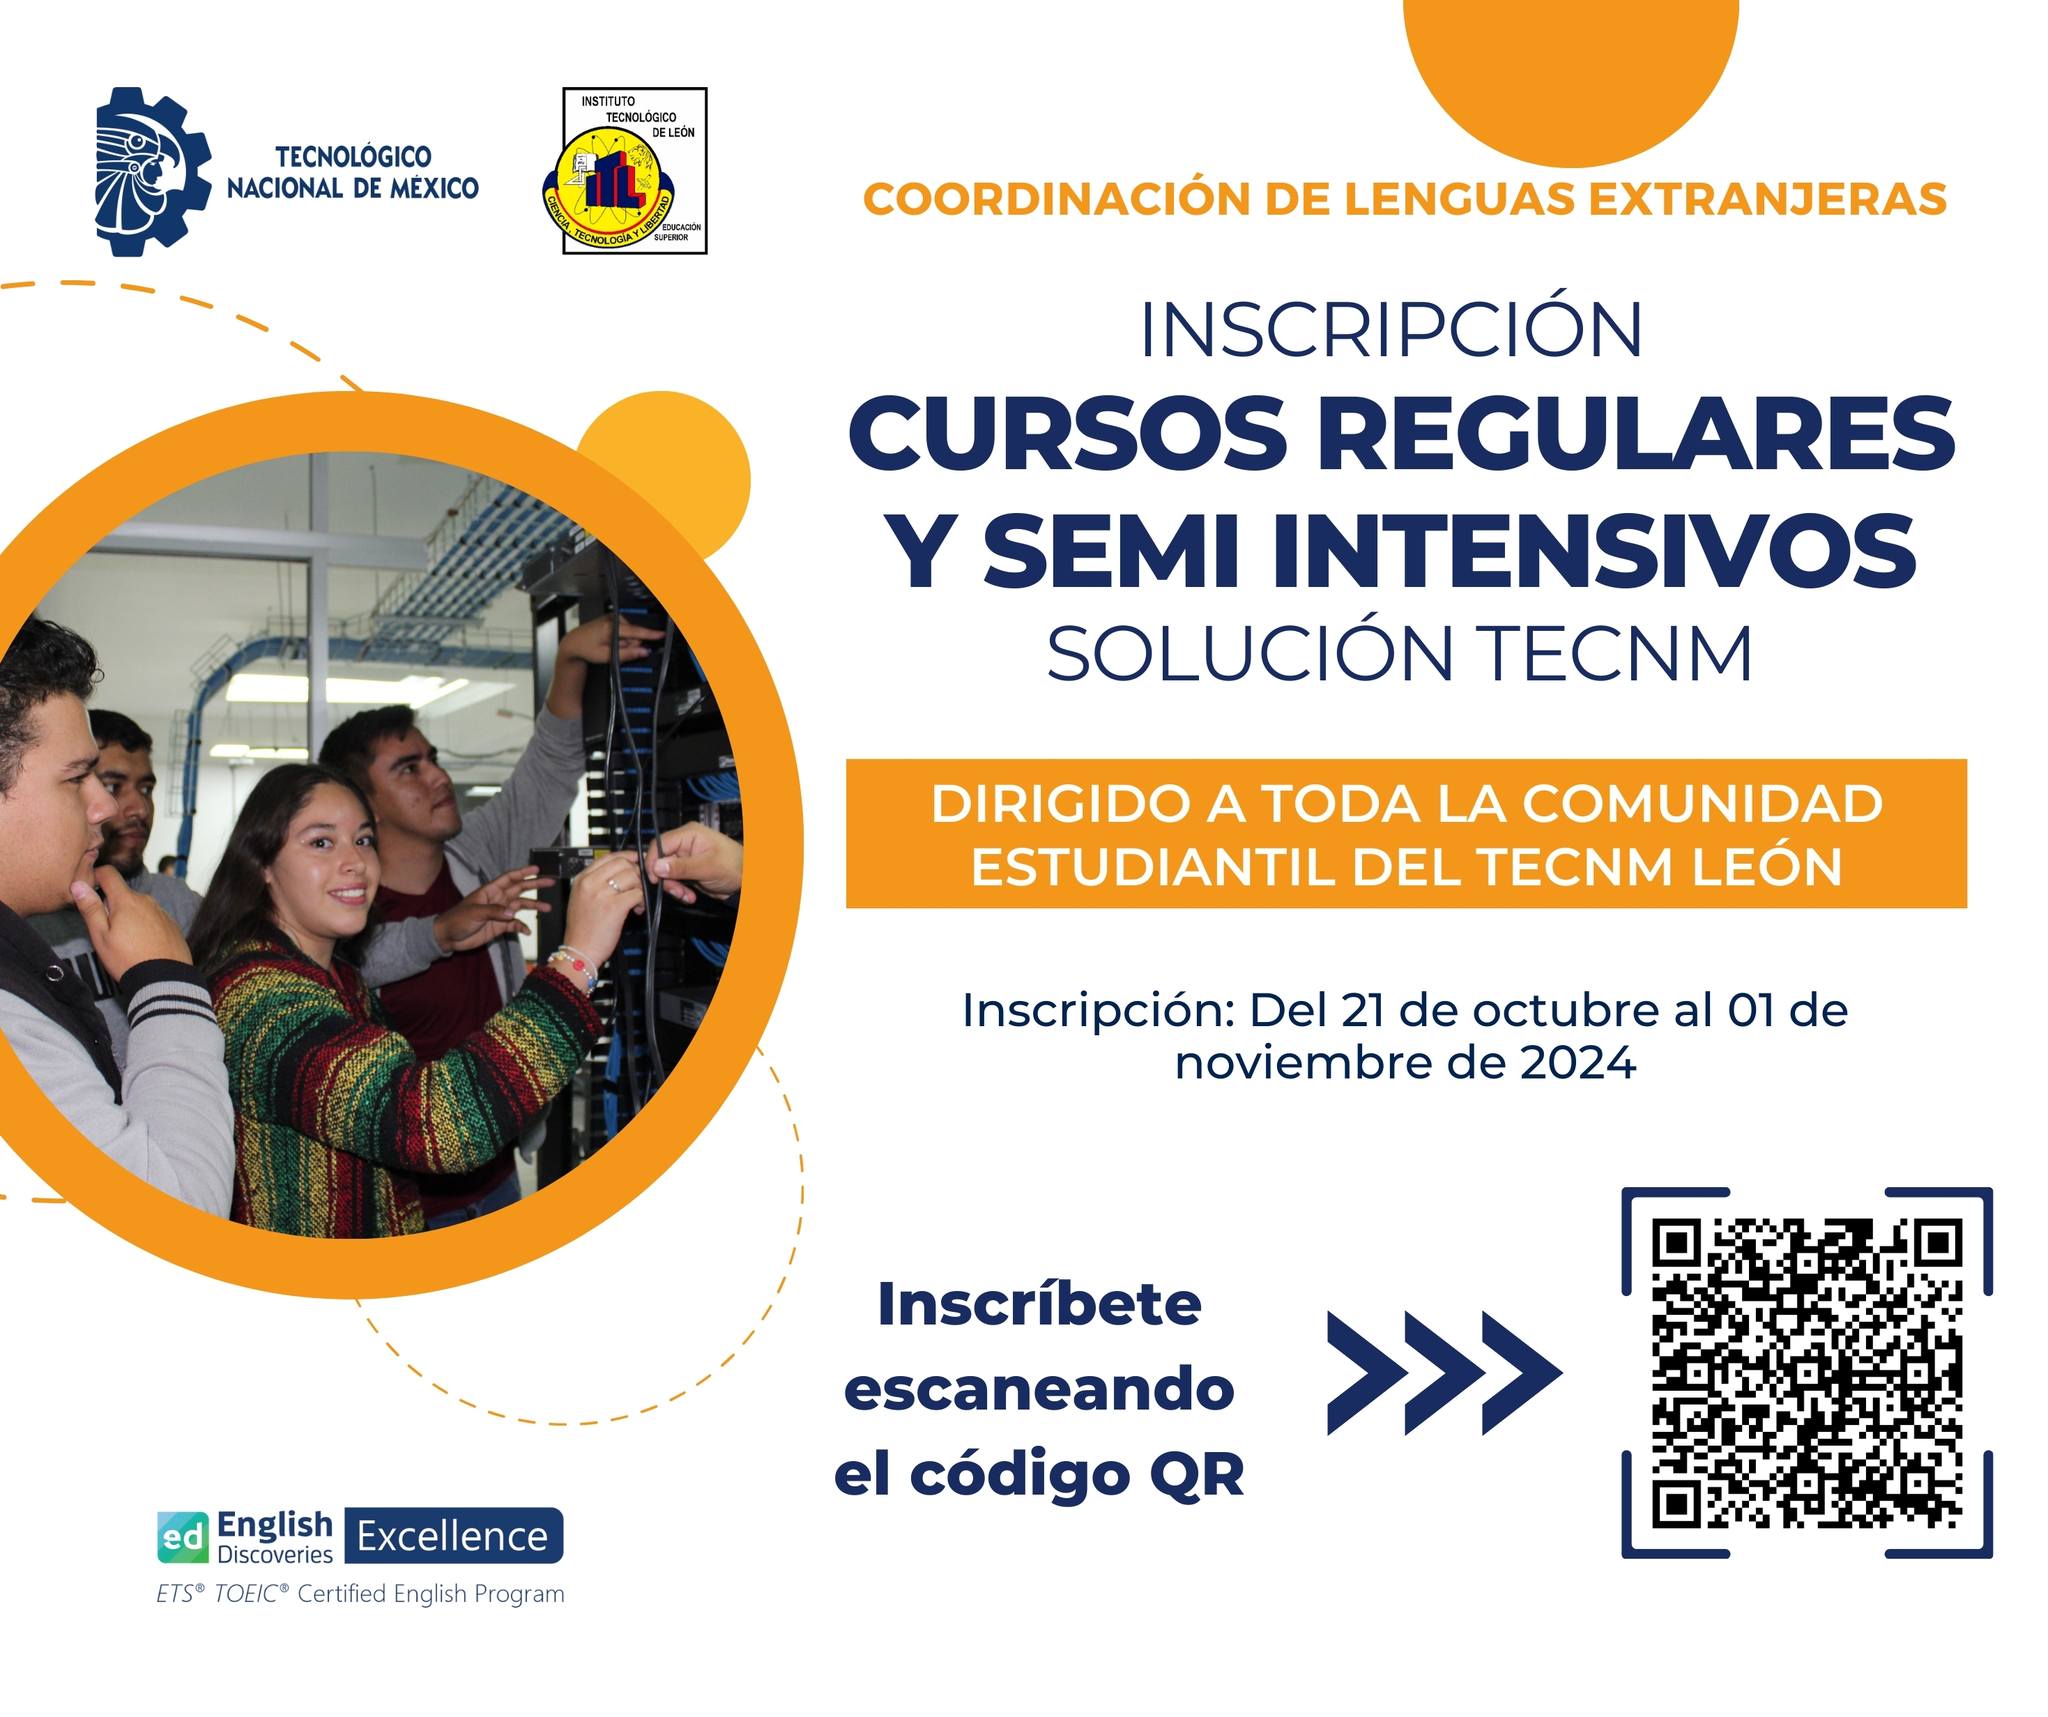 TECNOLÓGICO
NACIONAL DE MÉXICO
INSTITUTO
TECNOLÓGICO
DE LEÓN
ITL
CIENCIA, TECNOLOGÍA Y LIBERTAD
EDUCACIÓN
SUPERIOR
COORDINACIÓN DE LENGUAS EXTRANJERAS
INSCRIPCIÓN
CURSOS REGULARES
Y SEMI INTENSIVOS
SOLUCIÓN TECNM
DIRIGIDO A TODA LA COMUNIDAD
ESTUDIANTIL DEL TECNM LEÓN
Inscripción: Del 21 de octubre al 01 de
noviembre de 2024
Inscríbete
escaneando
el código QR
ed English
Discoveries
Excellence
ETS® TOEIC® Certified English Program